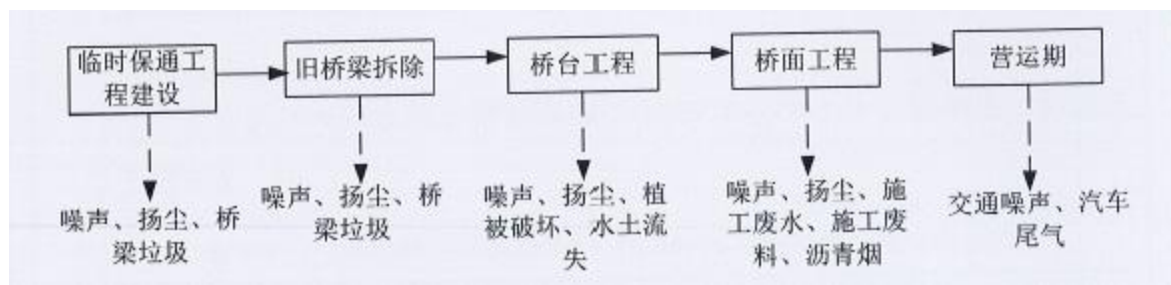 临时保通工
程建设
旧桥梁拆除
桥台工程
桥面工程
营运期
噪声、扬尘、桥
梁垃圾
噪声、扬尘、桥
梁垃圾
噪声、扬尘、植
被破坏、水土流
失
噪声、扬尘、施
工废水、施工废
料、沥青烟
交通噪声、汽车
尾气